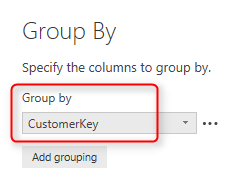 Group By
Specify the columns to group by.
Group by
CustomerKey
Add grouping